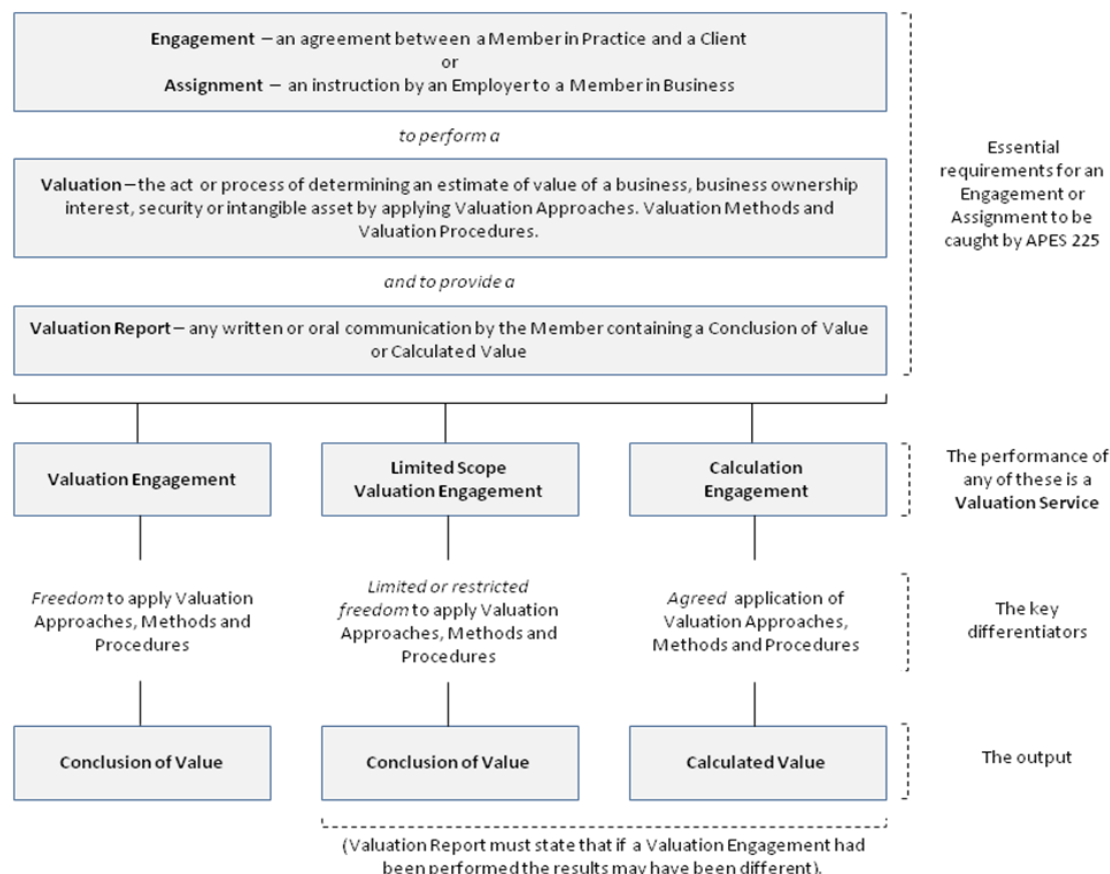 Engagement – an agreement between a Member in Practice and a Client
or
Assignment – an instruction by an Employer to a Member in Business
to perform a
Valuation – the act or process of determining an estimate of value of a business, business ownership
interest, security or intangible asset by applying Valuation Approaches. Valuation Methods and
Valuation Procedures.
and to provide a
Valuation Report – any written or oral communication by the Member containing a Conclusion of Value
or Calculated Value
Essential
requirements for an
Engagement or
Assignment to be
caught by APES 225
Valuation Engagement
Limited Scope
Valuation Engagement
Calculation
Engagement
The performance of
any of these is a
Valuation Service
Freedom to apply Valuation
Approaches, Methods and
Procedures
Limited or restricted
freedom to apply Valuation
Approaches, Methods and
Procedures
Agreed application of
Valuation Approaches,
Methods and Procedures
The key
differentiators
Conclusion of Value
Conclusion of Value
Calculated Value
The output
(Valuation Report must state that if a Valuation Engagement had
been performed the results may have been different).